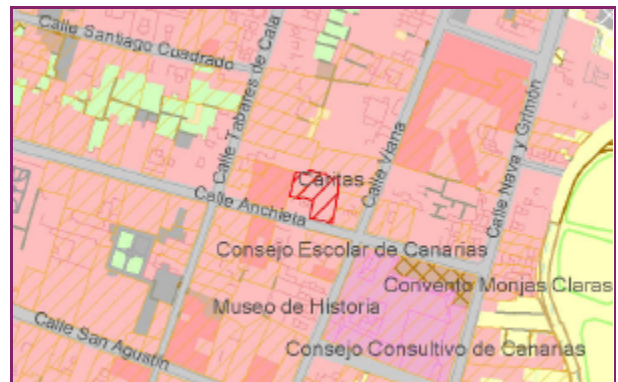 Calle Santiago Cuadrado
Calle Tabares de Cala
Calle Viana
Calle Nava y Grimón
Cáritas
Calle Anchieta
Consejo Escolar de Canarias
Convento Monjas Claras
Museo de Historia
Calle San Agustín
Consejo Consultivo de Canarias